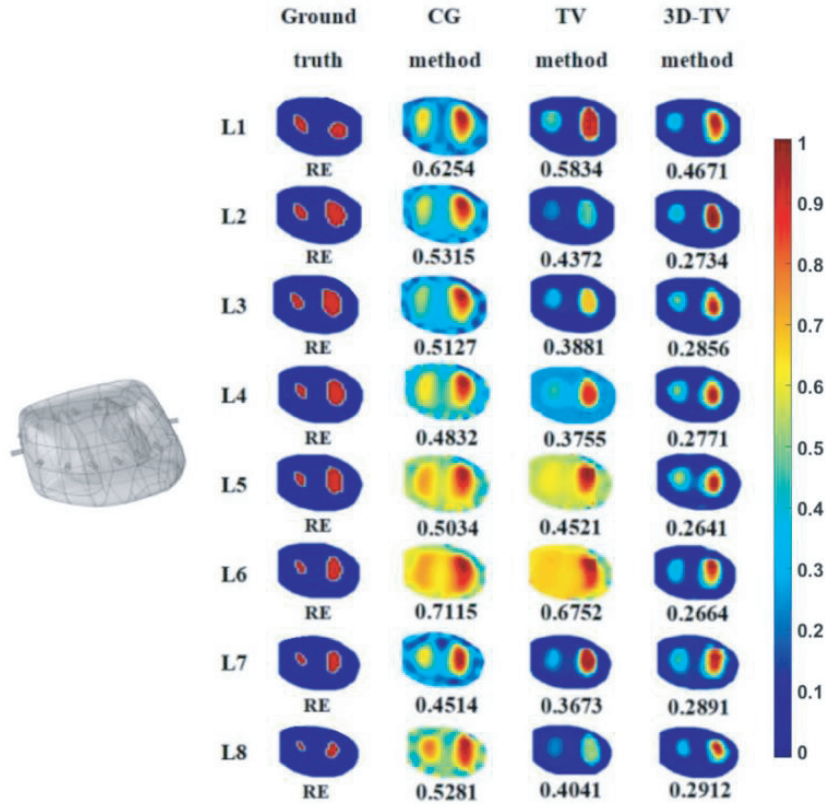 Ground CG TV 3D-TV
truth method method method
L1
RE 0.6254 0.5834 0.4671
L2
RE 0.5315 0.4372 0.2734
L3
RE 0.5127 0.3881 0.2856
L4
RE 0.4832 0.3755 0.2771
L5
RE 0.5034 0.4521 0.2641
L6
RE 0.7115 0.6752 0.2664
L7
RE 0.4514 0.3673 0.2891
L8
RE 0.5281 0.4041 0.2912
1
0.9
0.8
0.7
0.6
0.5
0.4
0.3
0.2
0.1
0